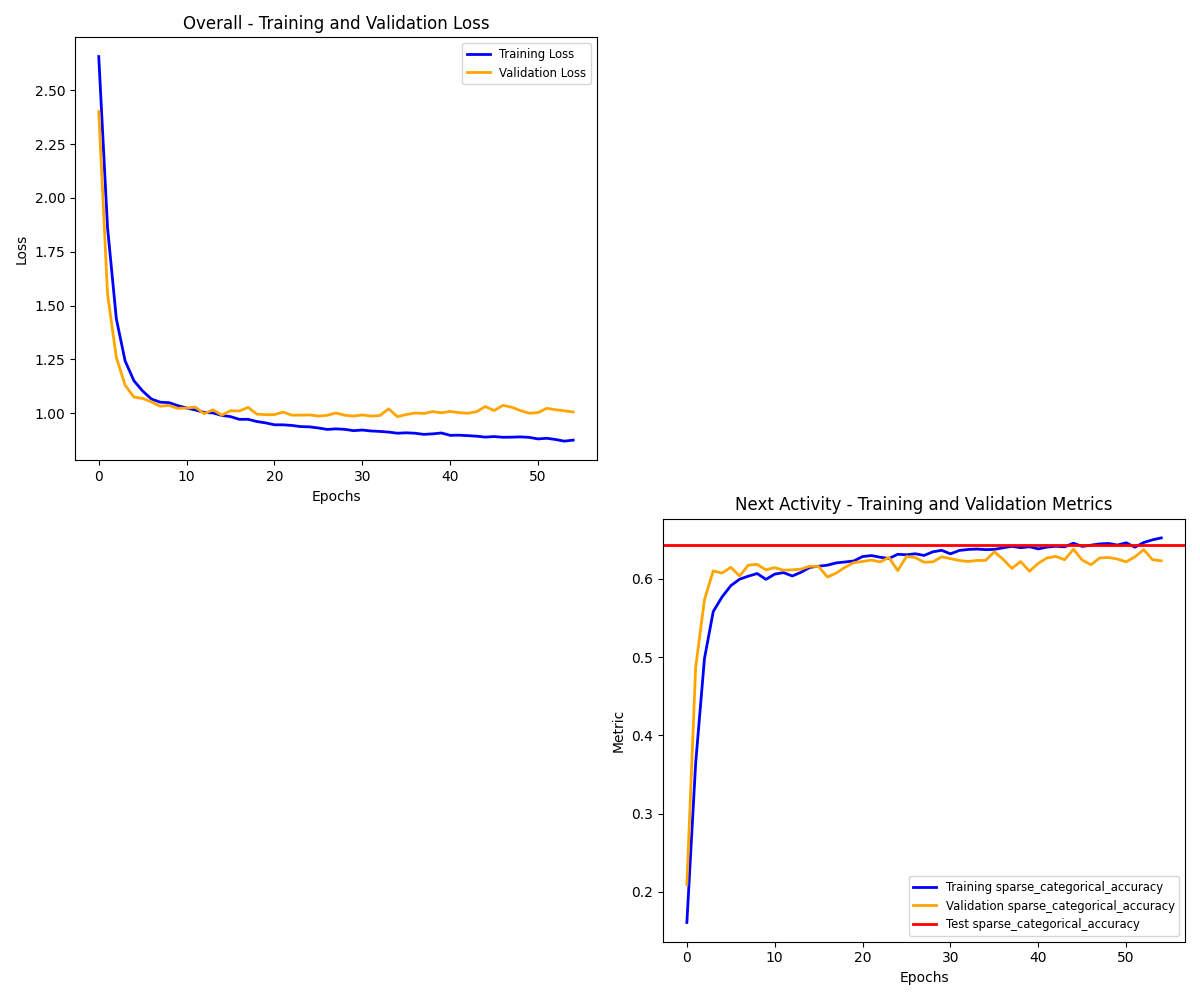 Overall - Training and Validation Loss
Training Loss
Validation Loss
Loss
2.50
2.25
2.00
1.75
1.50
1.25
1.00
0 10 20 30 40 50
Epochs
Next Activity - Training and Validation Metrics
Metric
0.6
0.5
0.4
0.3
0.2
Training sparse_categorical_accuracy
Validation sparse_categorical_accuracy
Test sparse_categorical_accuracy
0 10 20 30 40 50
Epochs